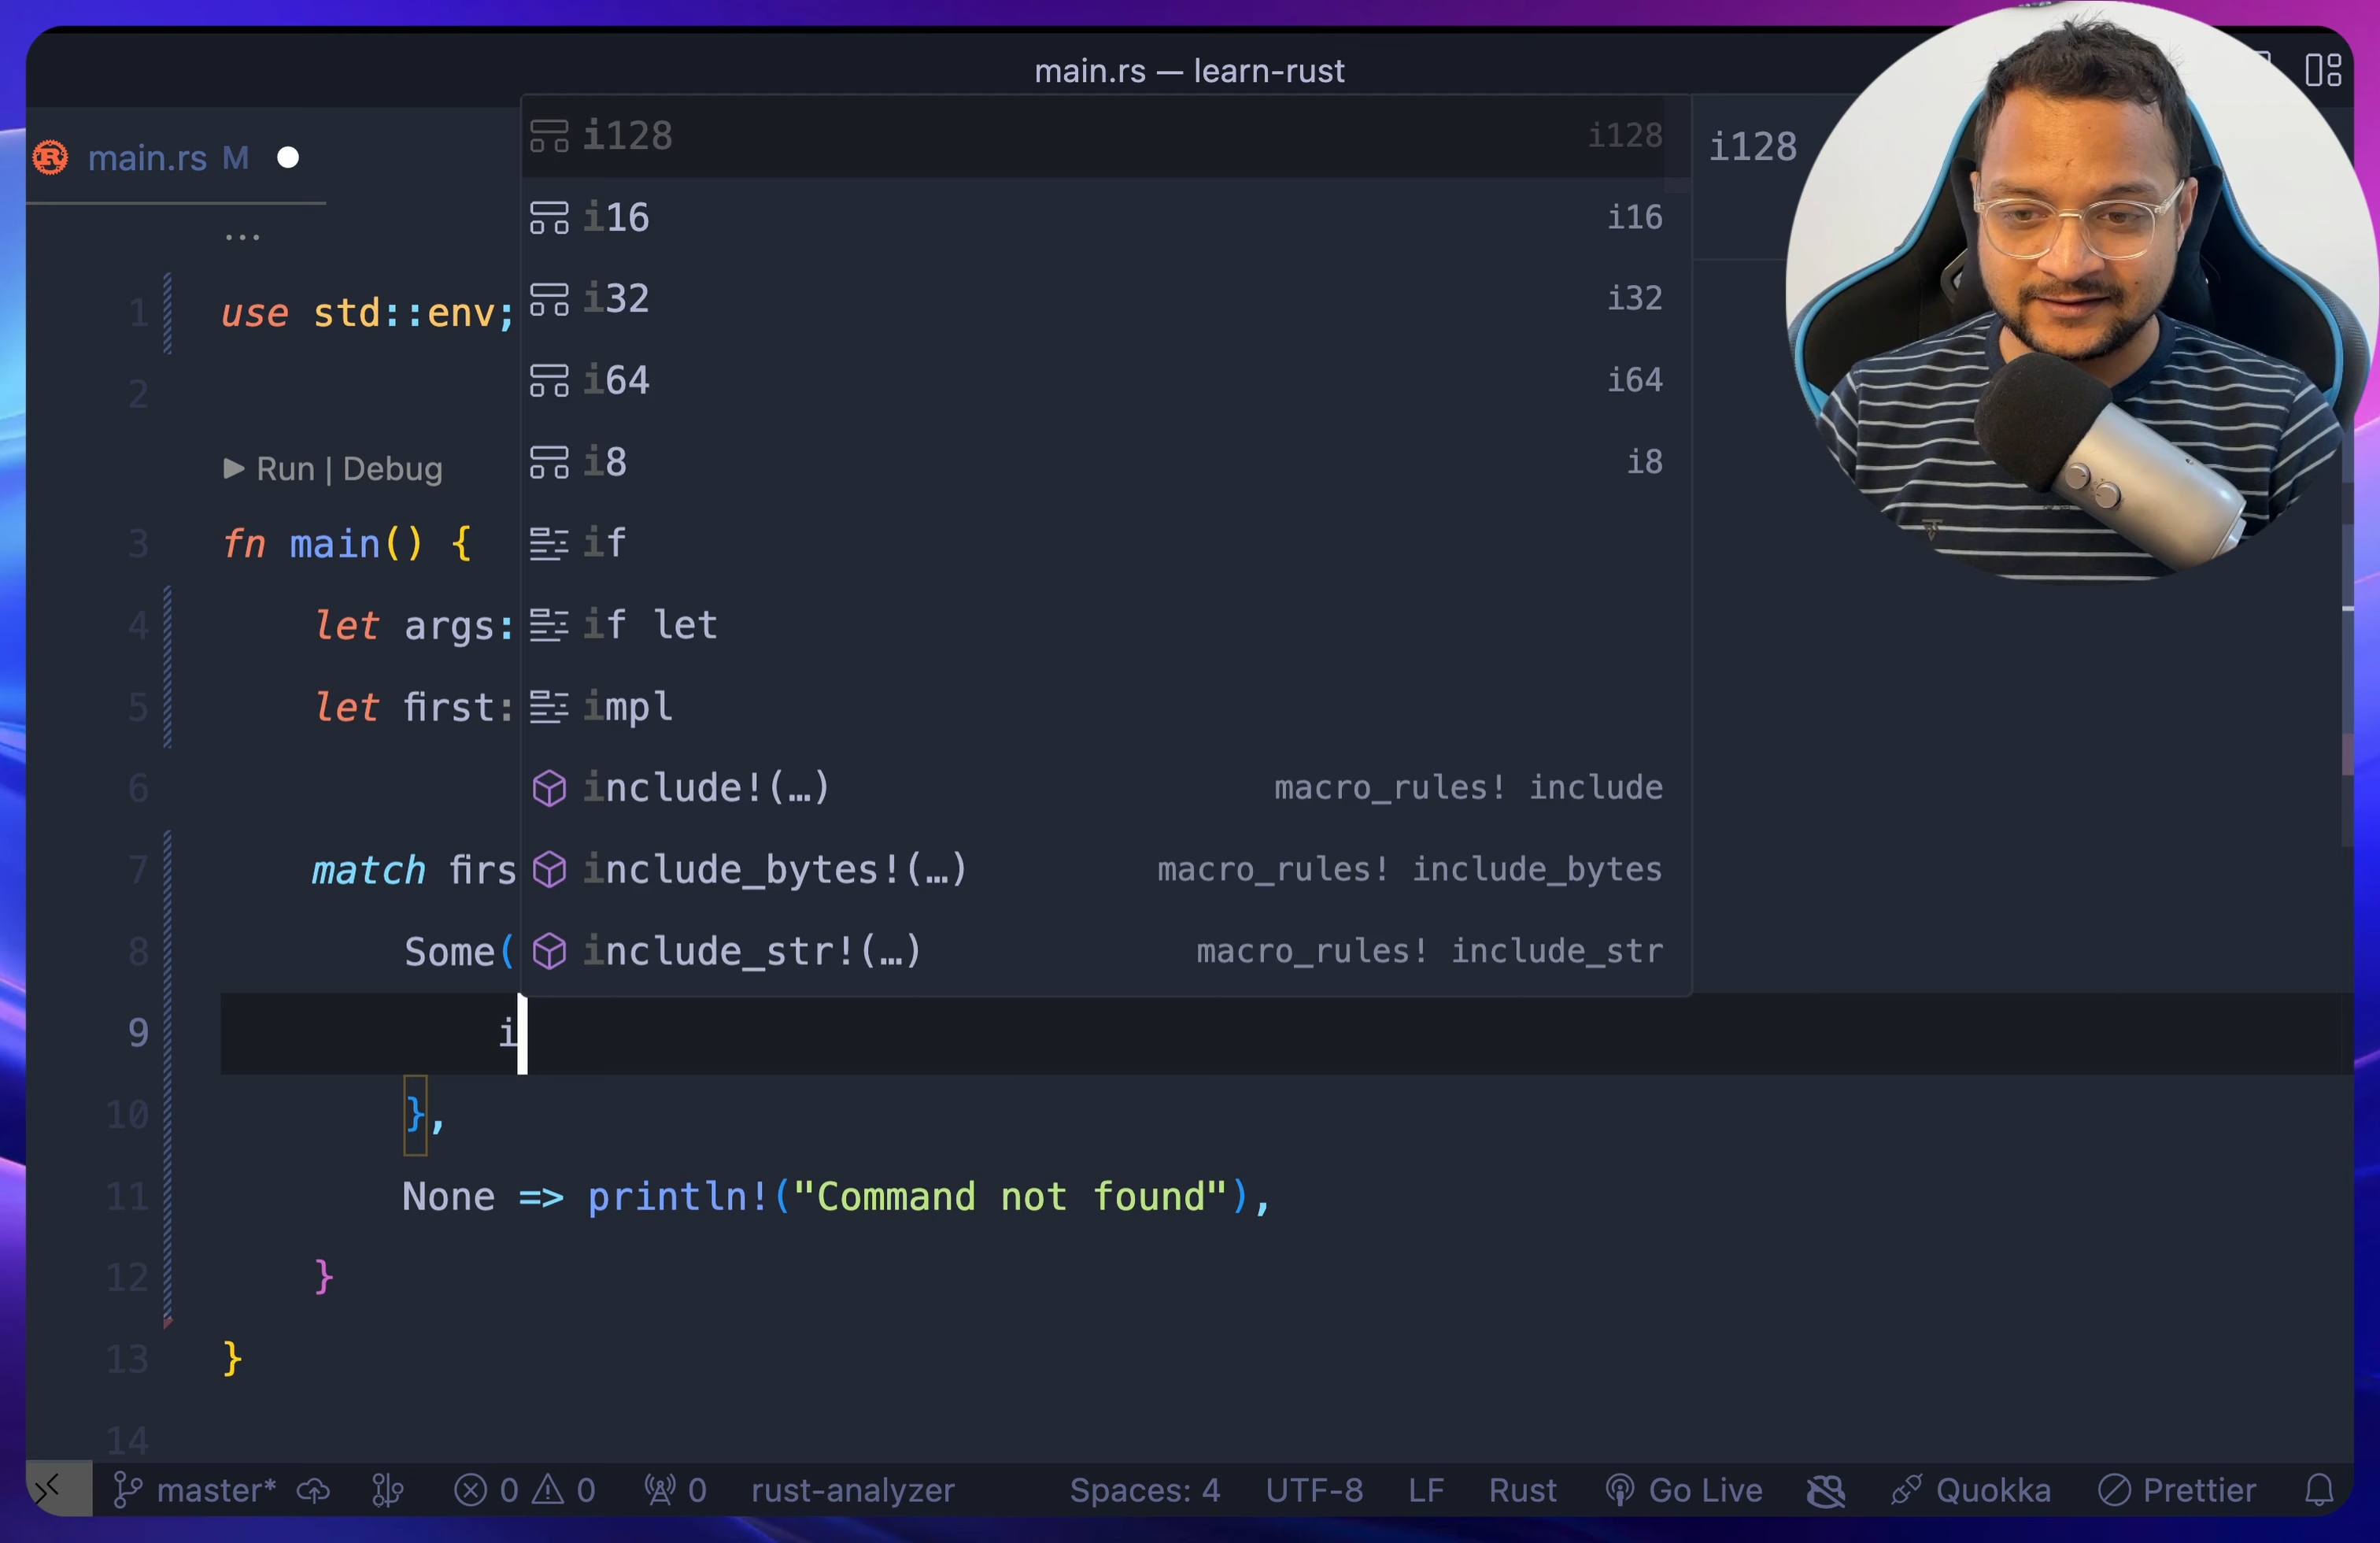 main.rs — learn-rust
main.rs M
...
i128 i128
i128
i16 i16
i32 i32
i64 i64
i8 i8
if
if let
impl
include!(…) macro_rules! include
include_bytes!(…) macro_rules! include_bytes
include_str!(…) macro_rules! include_str
1 use std::env;
2
Run | Debug
3 fn main() {
4 let args:
5 let first:
6
7 match firs
8 Some(
9 i
10 },
11 None => println!("Command not found"),
12 }
13 }
14
master* 0 0 0 rust-analyzer Spaces: 4 UTF-8 LF Rust Go Live Quokka Prettier